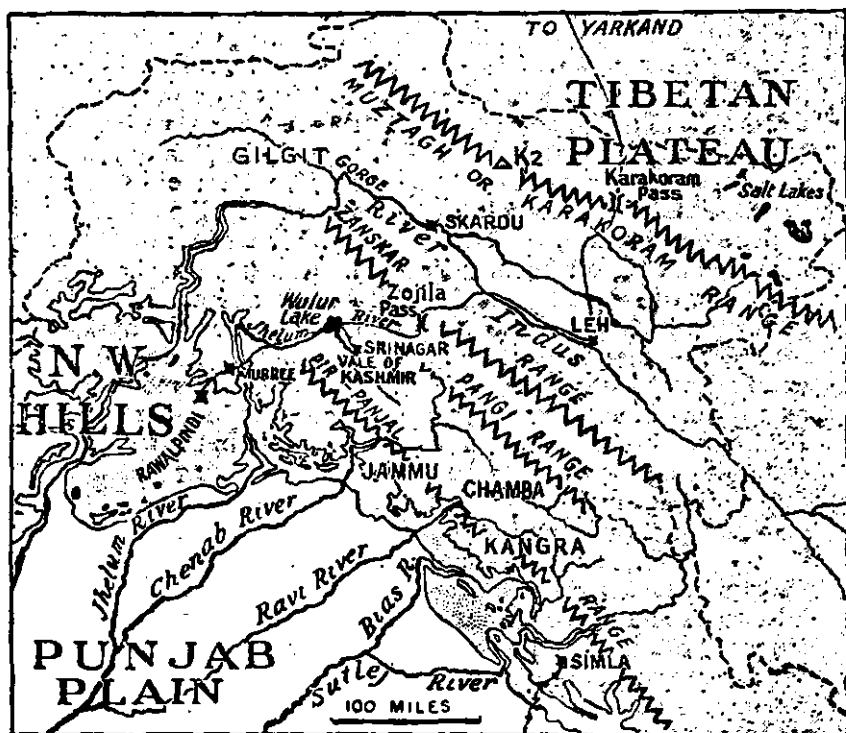 TO YARKAND
TIBETAN
PLATEAU
MUZTAGH OR
KARAKORAM
RANGE
K2
Karakoram
Pass
Salt Lakes
GILGIT
GORGE
River
SKARDU
ZANSKAR
RANGE
Zojila
Pass
Indus
LEH
Wulur
Lake
Jhelum
River
SRINAGAR
VALE OF
KASHMIR
N.W
HILLS
MURREE
RAWALPINDI
PIR PANJAL
RANGE
PANGI RANGE
JAMMU
CHAMBA
KANGRA
Jhelum River
Chenab River
Ravi River
Bias R.
Sutlej
River
SIMLA
PUNJAB
PLAIN
100 MILES